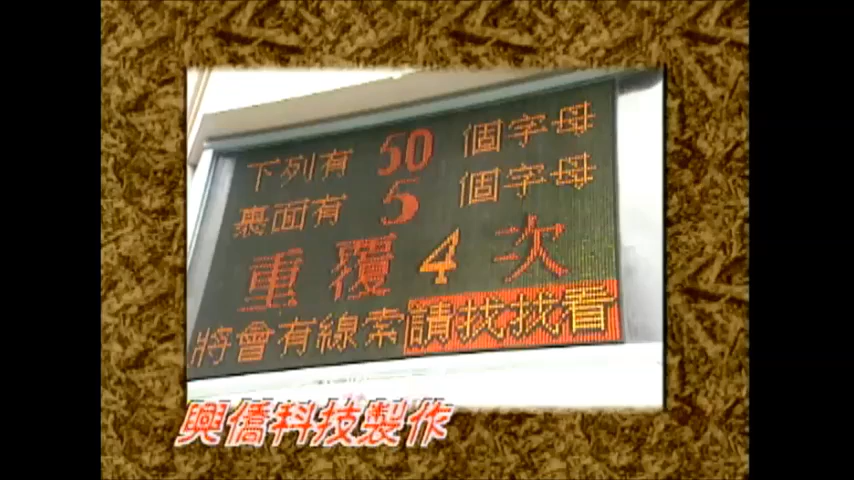 下列有 50 個字母
裏面有 5 個字母
重覆 4 次
將會有線索請找找看
興僑科技製作